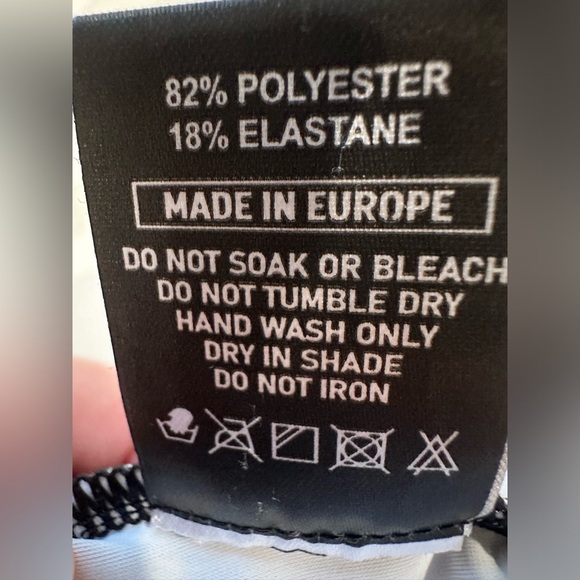 82% POLYESTER
18% ELASTANE
MADE IN EUROPE
DO NOT SOAK OR BLEACH
DO NOT TUMBLE DRY
HAND WASH ONLY
DRY IN SHADE
DO NOT IRON